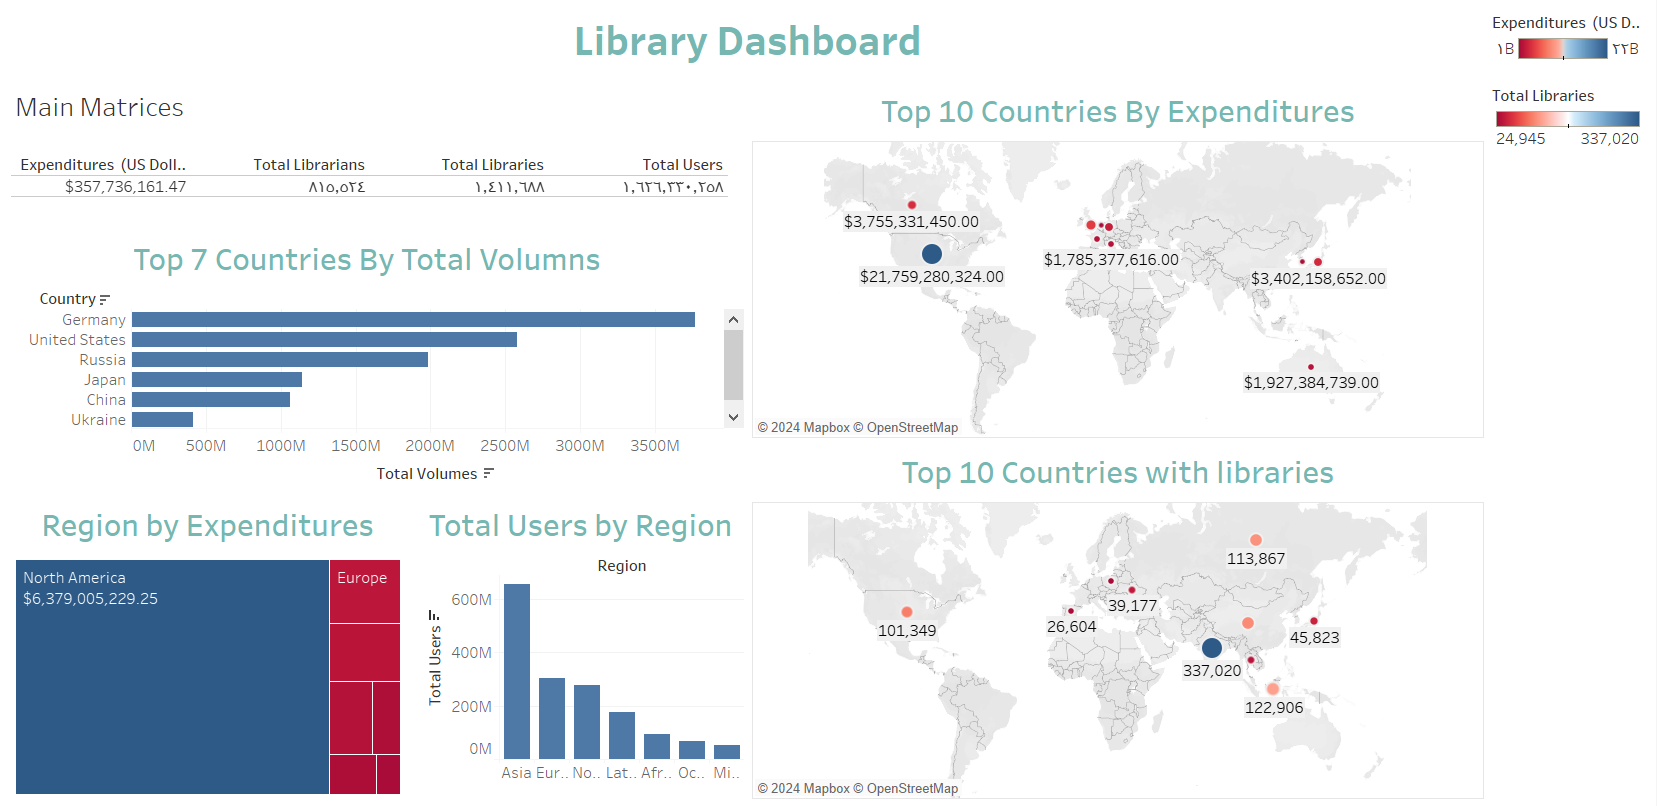 Library Dashboard
Expenditures (US D..
١B ٢٢B
Total Libraries
24,945 337,020
Main Matrices
Expenditures (US Doll.. Total Librarians Total Libraries Total Users
$357,736,161.47 ٨١٥,٥٢٤ ١,٤١١,٦٨٨ ١,٦٢٦,٣٣٠,٢٥٨
Top 7 Countries By Total Volumns
Country
Germany
United States
Russia
Japan
China
Ukraine
0M 500M 1000M 1500M 2000M 2500M 3000M 3500M
Total Volumes
Region by Expenditures
North America
$6,379,005,229.25
Europe
Total Users by Region
Region
Total Users
600M
400M
200M
0M
Asia Eur.. No.. Lat.. Afr.. Oc.. Mi..
Top 10 Countries By Expenditures
$3,755,331,450.00
$21,759,280,324.00
$1,785,377,616.00
$3,402,158,652.00
$1,927,384,739.00
© 2024 Mapbox © OpenStreetMap
Top 10 Countries with libraries
113,867
39,177
26,604
101,349
45,823
337,020
122,906
© 2024 Mapbox © OpenStreetMap